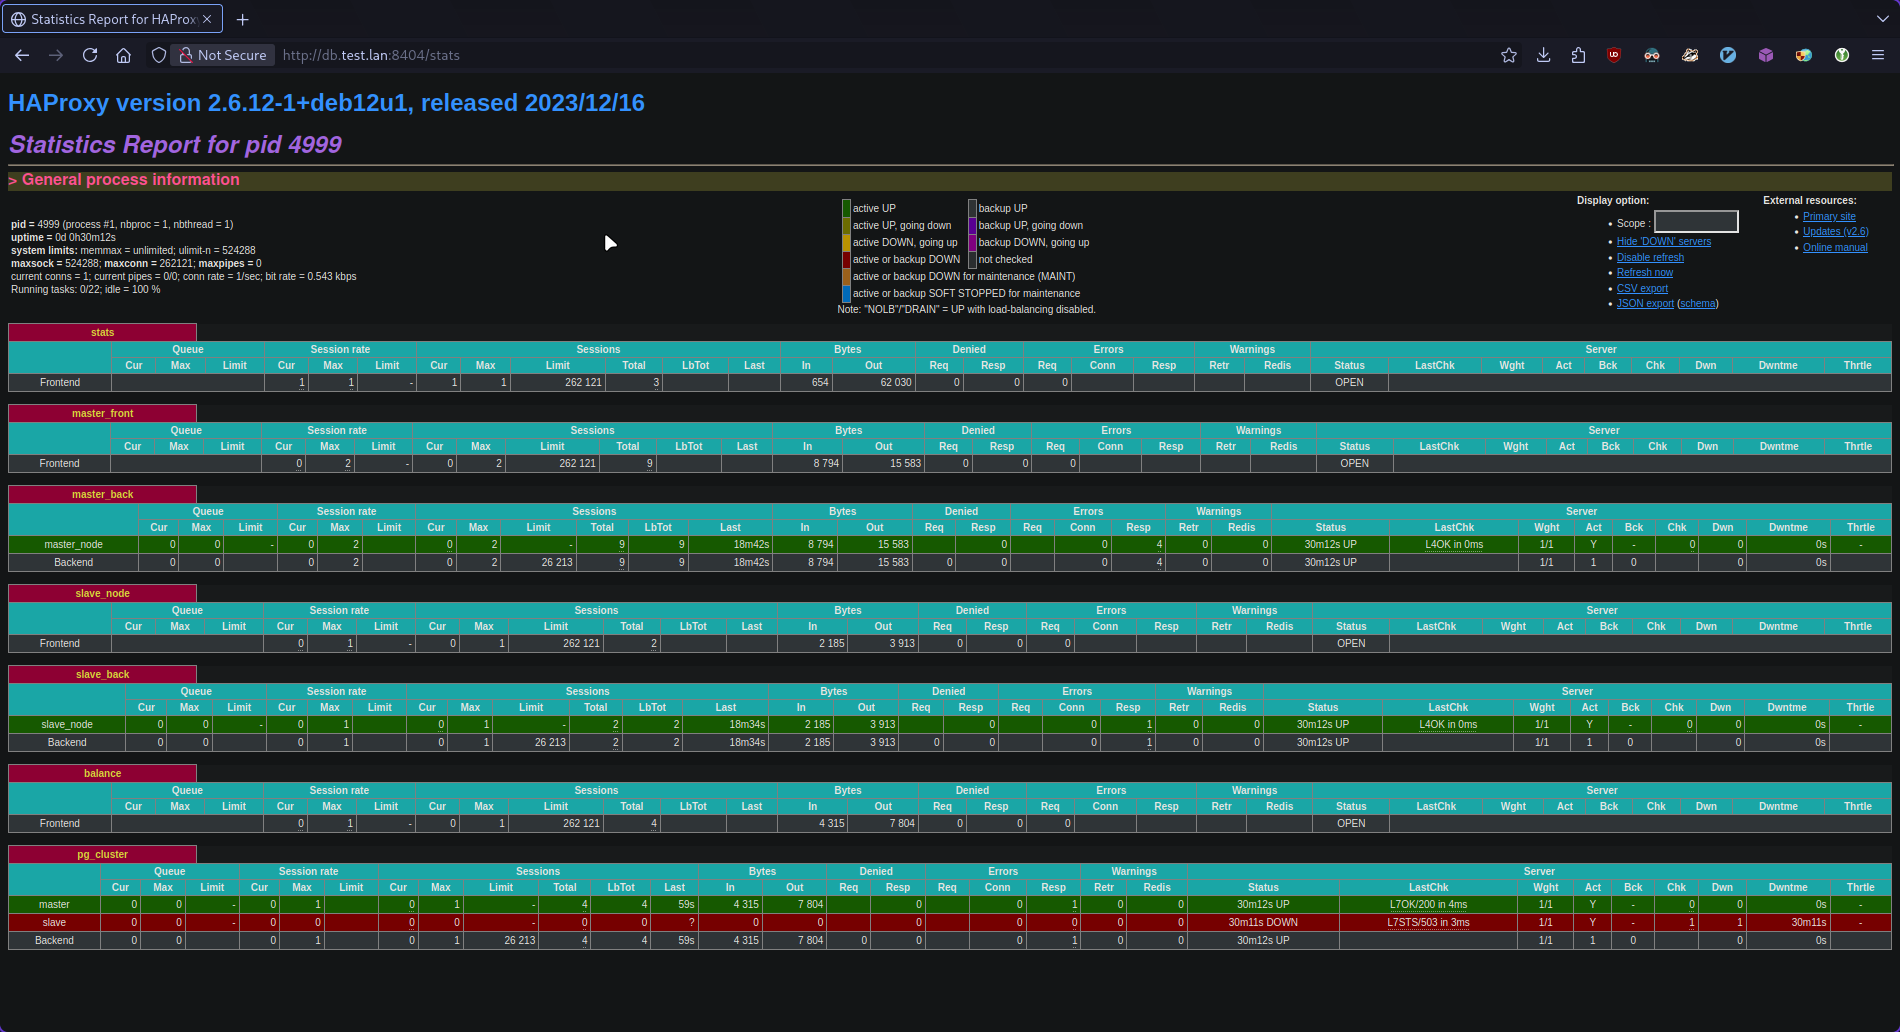 Statistics Report for HAProx
Not Secure http://db.test.lan:8404/stats
HAProxy version 2.6.12-1+deb12u1, released 2023/12/16
Statistics Report for pid 4999
> General process information
pid = 4999 (process #1, nbproc = 1, nbthread = 1)
uptime = 0d 0h30m12s
system limits: memmax = unlimited; ulimit-n = 524288
maxsock = 524288; maxconn = 262121; maxpipes = 0
current conns = 1; current pipes = 0/0; conn rate = 1/sec; bit rate = 0.543 kbps
Running tasks: 0/22; idle = 100 %
active UP backup UP
active UP, going down backup UP, going down
active DOWN, going up backup DOWN, going up
active or backup DOWN not checked
active or backup DOWN for maintenance (MAINT)
active or backup SOFT STOPPED for maintenance
Note: "NOLB"/"DRAIN" = UP with load-balancing disabled.
Display option:
• Scope :
• Hide 'DOWN' servers
• Disable refresh
• Refresh now
• CSV export
• JSON export (schema)
External resources:
• Primary site
• Updates (v2.6)
• Online manual
stats
Queue Session rate Sessions Bytes Denied Errors Warnings Server
Cur Max Limit Cur Max Limit Cur Max Limit Total LbTot Last In Out Req Resp Req Conn Resp Retr Redis Status LastChk Wght Act Bck Chk Dwn Dwntme Thrtle
Frontend 1 1 - 1 1 262 121 3 654 62 030 0 0 0 OPEN
master_front
Queue Session rate Sessions Bytes Denied Errors Warnings Server
Cur Max Limit Cur Max Limit Cur Max Limit Total LbTot Last In Out Req Resp Req Conn Resp Retr Redis Status LastChk Wght Act Bck Chk Dwn Dwntme Thrtle
Frontend 0 2 - 0 2 262 121 9 8 794 15 583 0 0 0 OPEN
master_back
Queue Session rate Sessions Bytes Denied Errors Warnings Server
Cur Max Limit Cur Max Limit Cur Max Limit Total LbTot Last In Out Req Resp Req Conn Resp Retr Redis Status LastChk Wght Act Bck Chk Dwn Dwntme Thrtle
master_node 0 0 - 0 2 0 2 - 9 9 18m42s 8 794 15 583 0 0 4 0 0 30m12s UP L4OK in 0ms 1/1 Y - 0 0 0s -
Backend 0 0 0 2 0 2 26 213 9 9 18m42s 8 794 15 583 0 0 0 4 0 0 30m12s UP 1/1 1 0 0 0s
slave_node
Queue Session rate Sessions Bytes Denied Errors Warnings Server
Cur Max Limit Cur Max Limit Cur Max Limit Total LbTot Last In Out Req Resp Req Conn Resp Retr Redis Status LastChk Wght Act Bck Chk Dwn Dwntme Thrtle
Frontend 0 1 - 0 1 262 121 2 2 185 3 913 0 0 0 OPEN
slave_back
Queue Session rate Sessions Bytes Denied Errors Warnings Server
Cur Max Limit Cur Max Limit Cur Max Limit Total LbTot Last In Out Req Resp Req Conn Resp Retr Redis Status LastChk Wght Act Bck Chk Dwn Dwntme Thrtle
slave_node 0 0 - 0 1 0 1 - 2 2 18m34s 2 185 3 913 0 0 1 0 0 30m12s UP L4OK in 0ms 1/1 Y - 0 0 0s -
Backend 0 0 0 1 0 1 26 213 2 2 18m34s 2 185 3 913 0 0 0 1 0 0 30m12s UP 1/1 1 0 0 0s
balance
Queue Session rate Sessions Bytes Denied Errors Warnings Server
Cur Max Limit Cur Max Limit Cur Max Limit Total LbTot Last In Out Req Resp Req Conn Resp Retr Redis Status LastChk Wght Act Bck Chk Dwn Dwntme Thrtle
Frontend 0 1 - 0 1 262 121 4 4 315 7 804 0 0 0 OPEN
pg_cluster
Queue Session rate Sessions Bytes Denied Errors Warnings Server
Cur Max Limit Cur Max Limit Cur Max Limit Total LbTot Last In Out Req Resp Req Conn Resp Retr Redis Status LastChk Wght Act Bck Chk Dwn Dwntme Thrtle
master 0 0 - 0 1 0 1 - 4 4 59s 4 315 7 804 0 0 1 0 0 30m12s UP L7OK/200 in 4ms 1/1 Y - 0 0 0s -
slave 0 0 - 0 0 0 0 - 0 0 ? 0 0 0 0 0 0 0 30m11s DOWN L7STS/503 in 3ms 1/1 Y - 1 1 30m11s -
Backend 0 0 0 1 0 1 26 213 4 4 59s 4 315 7 804 0 0 0 1 0 0 30m12s UP 1/1 1 0 0 0s